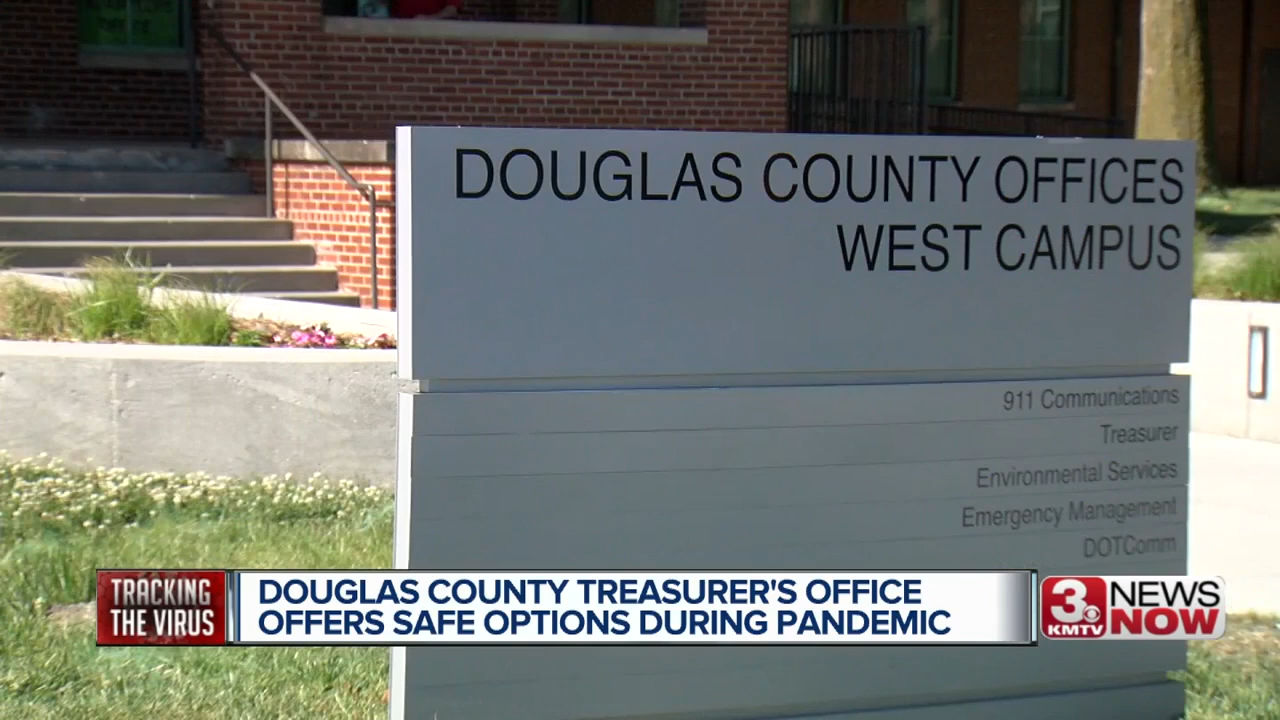 DOUGLAS COUNTY OFFICES
WEST CAMPUS
911 Communications
Treasurer
Environmental Services
Emergency Management
DOTComm
TRACKING
THE VIRUS
DOUGLAS COUNTY TREASURER'S OFFICE
OFFERS SAFE OPTIONS DURING PANDEMIC
3
KMTV
NEWS
NOW